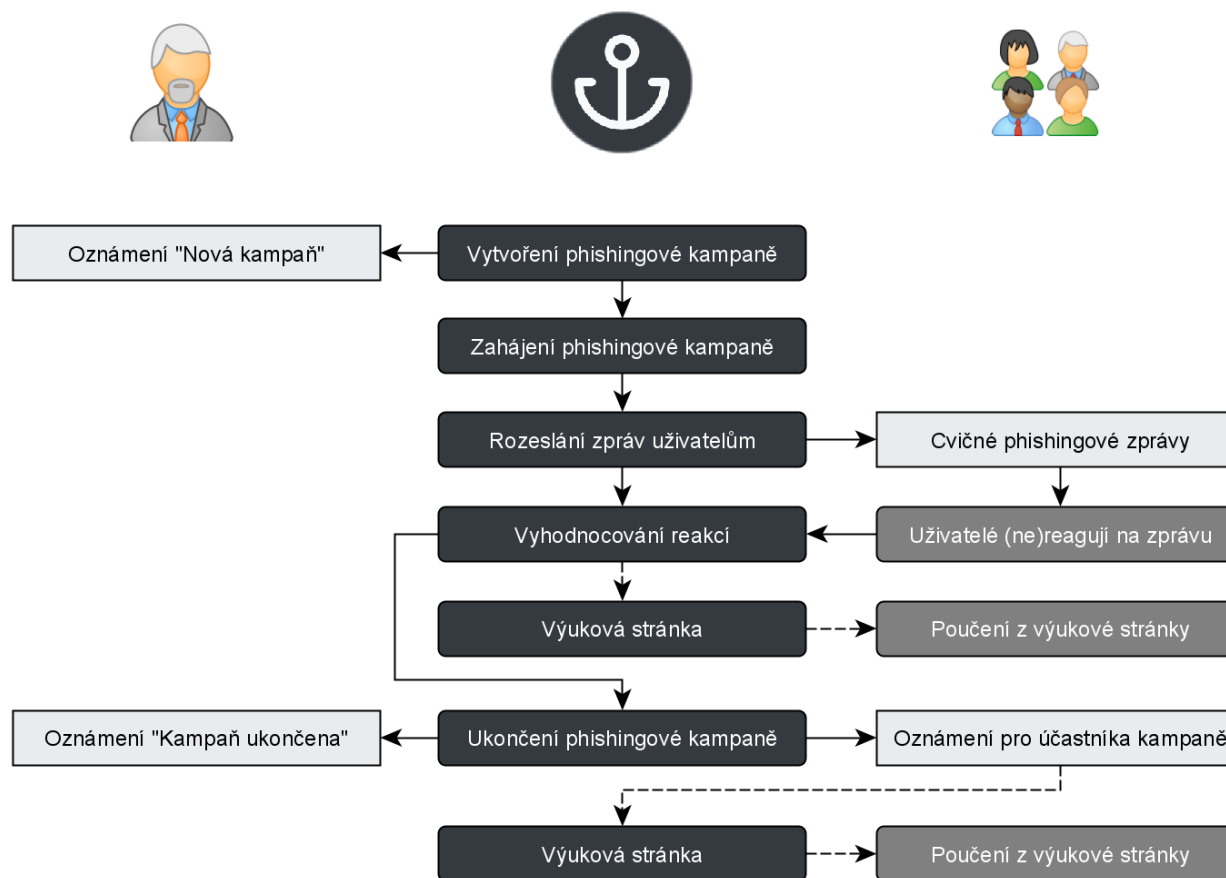 Oznámení "Nová kampaň"
Vytvoření phishingové kampaně
Zahájení phishingové kampaně
Rozeslání zpráv uživatelům
Cvičné phishingové zprávy
Vyhodnocování reakcí
Uživatelé (ne)reagují na zprávu
Výuková stránka
Poučení z výukové stránky
Oznámení "Kampaň ukončena"
Ukončení phishingové kampaně
Oznámení pro účastníka kampaně
Výuková stránka
Poučení z výukové stránky